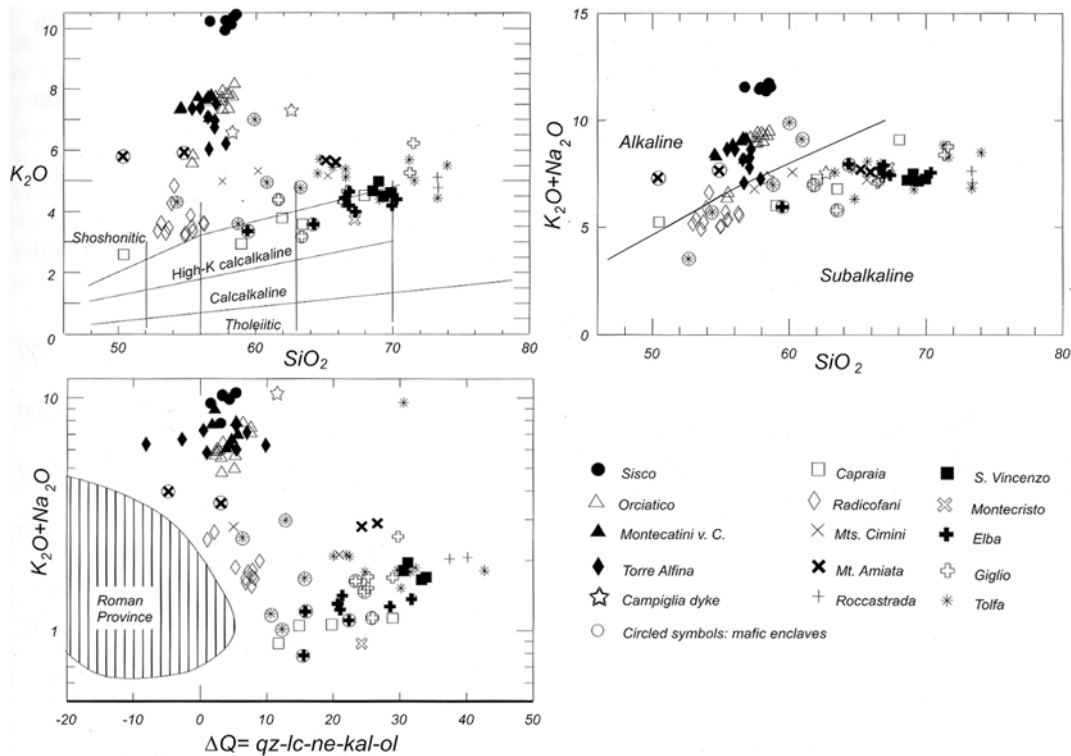 10
8
6
K2O
4
2
0
Shoshonitic
High-K calcalkaline
Calcalkaline
Tholeiitic
50
60
70
80
SiO2
15
10
5
0
K2O+Na2O
Alkaline
Subalkaline
50
60
70
80
SiO2
10
1
K2O+Na2O
Roman
Province
-20
-10
0
10
20
30
40
50
ΔQ= qz-lc-ne-kal-ol
Sisco
Capraia
S. Vincenzo
Orciatico
Radicofani
Montecristo
Montecatini v. C.
Mts. Cimini
Elba
Torre Alfina
Mt. Amiata
Giglio
Campiglia dyke
Roccastrada
Tolfa
Circled symbols: mafic enclaves